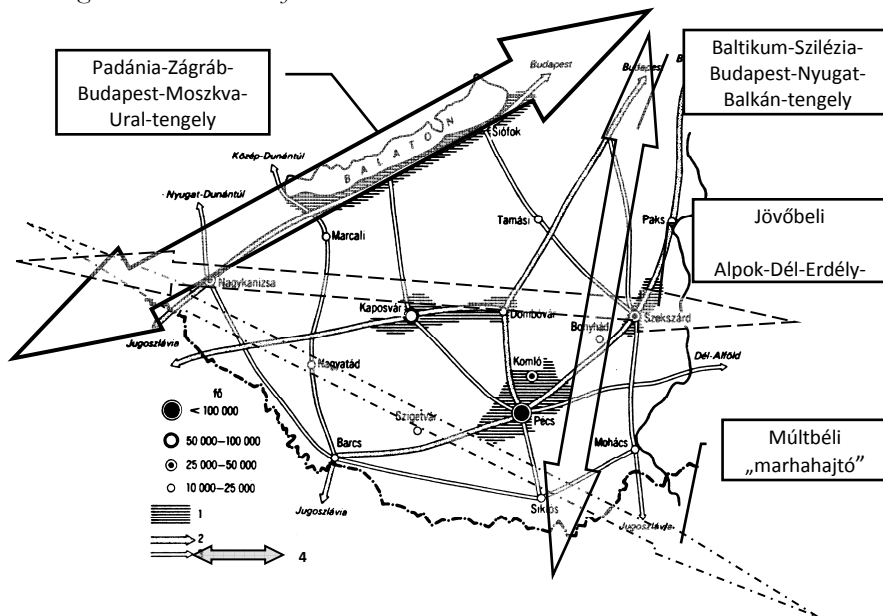 Padánia-Zágráb-
Budapest-Moszkva-
Ural-tengely
Baltikum-Szilézia-
Budapest-Nyugat-
Balkán-tengely
Budapest
Budapest
B
BALATON
Siófok
Közép-Dunántúl
Nyugat-Dunántúl
Marcali
Tamási
Paks
Jövőbeli
Alpok-Dél-Erdély-
Nagykanizsa
Kaposvár
Dombóvár
Bonyhád
Szekszárd
Jugoszlávia
Nagyatád
Komló
Dél-Alföld
fő
< 100 000
50 000–100 000
25 000–50 000
10 000–25 000
Szigetvár
Pécs
Barcs
Mohács
Múltbéli
„marhahajtó”
Jugoszlávia
Siklós
Jugoszlávia
1
2
4